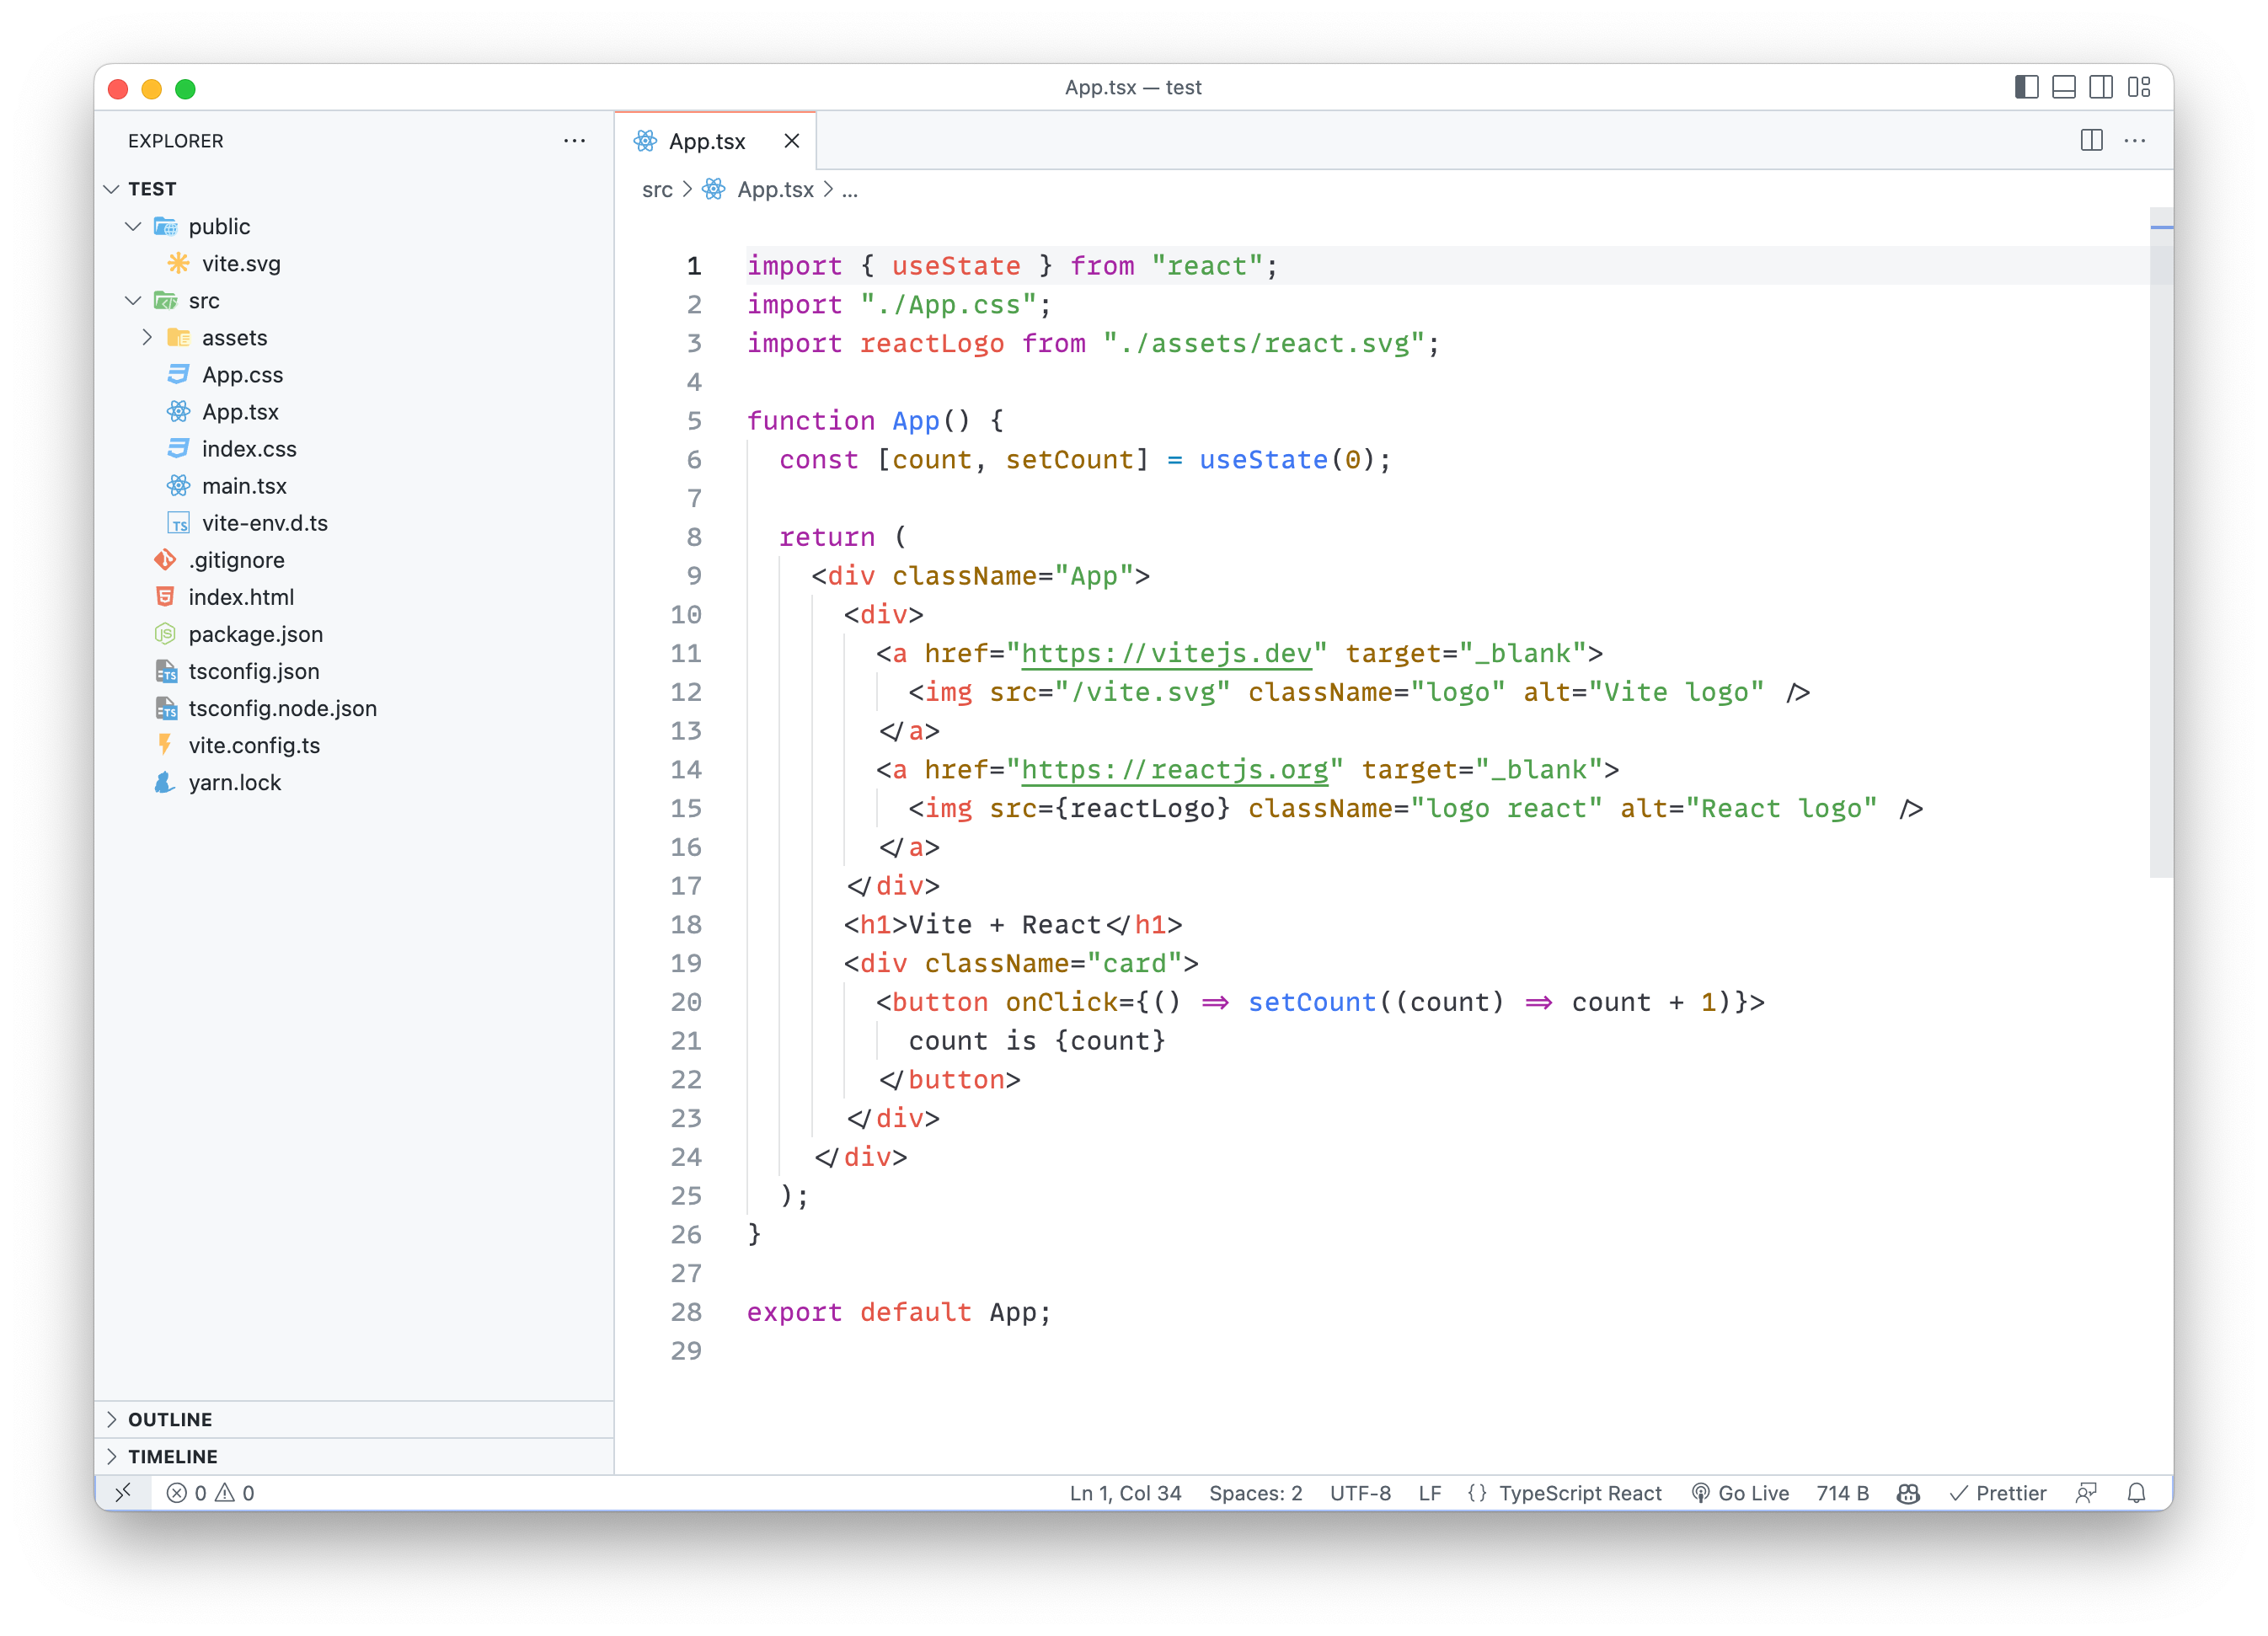 App.tsx — test
EXPLORER
TEST
public
vite.svg
src
assets
App.css
App.tsx
index.css
main.tsx
TS vite-env.d.ts
.gitignore
index.html
JS package.json
TS tsconfig.json
TS tsconfig.node.json
vite.config.ts
yarn.lock
OUTLINE
TIMELINE
App.tsx
src > App.tsx > ...
1 import { useState } from "react";
2 import "./App.css";
3 import reactLogo from "./assets/react.svg";
4
5 function App() {
6   const [count, setCount] = useState(0);
7
8   return (
9     <div className="App">
10       <div>
11         <a href="https://vitejs.dev" target="_blank">
12           <img src="/vite.svg" className="logo" alt="Vite logo" />
13         </a>
14         <a href="https://reactjs.org" target="_blank">
15           <img src={reactLogo} className="logo react" alt="React logo" />
16         </a>
17       </div>
18       <h1>Vite + React</h1>
19       <div className="card">
20         <button onClick={() => setCount((count) => count + 1)}>
21           count is {count}
22         </button>
23       </div>
24     </div>
25   );
26 }
27
28 export default App;
29
0 0 Ln 1, Col 34 Spaces: 2 UTF-8 LF {} TypeScript React Go Live 714 B Prettier